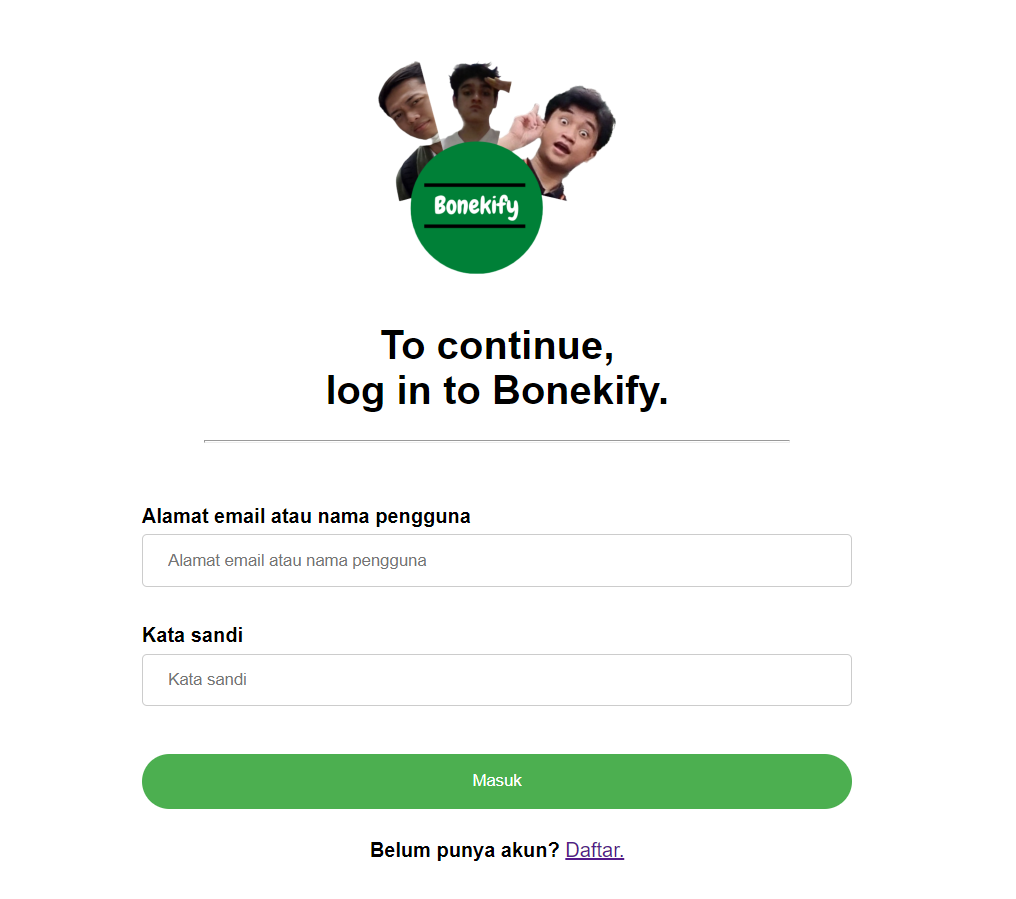 Bonekify
To continue,
log in to Bonekify.
Alamat email atau nama pengguna
Alamat email atau nama pengguna
Kata sandi
Kata sandi
Masuk
Belum punya akun? Daftar.